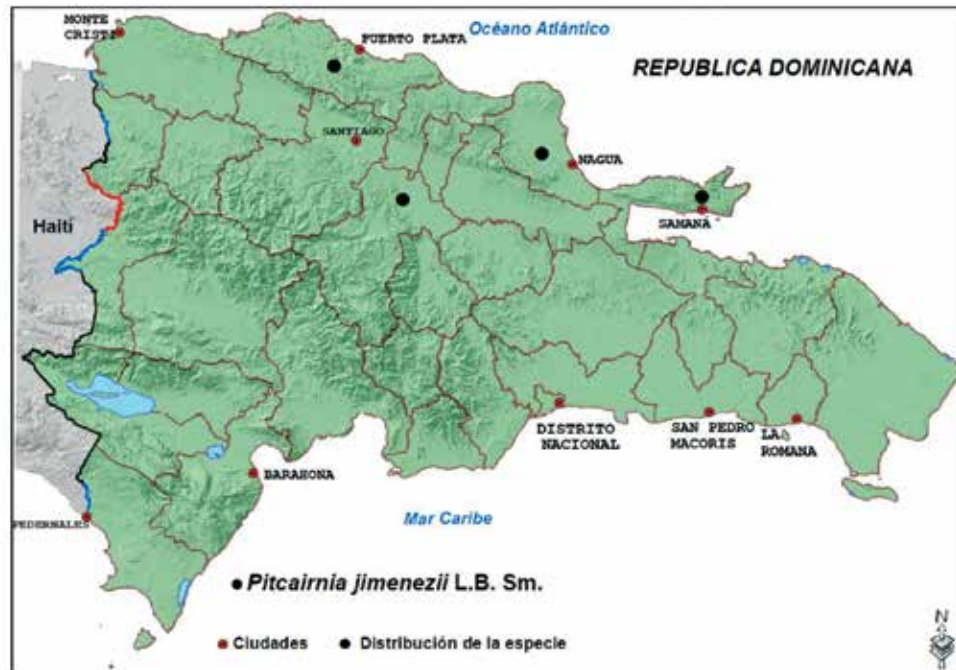 MONTE
CRISTI
PUERTO PLATA
Océano Atlántico
REPUBLICA DOMINICANA
SANTIAGO
NAGUA
SAMANÁ
Haití
DISTRITO
NACIONAL
SAN PEDRO
MACORIS
LA
ROMANA
BARAHONA
PEDERNALES
Mar Caribe
Pitcairnia jimenezii L.B. Sm.
Ciudades
Distribución de la especie
N